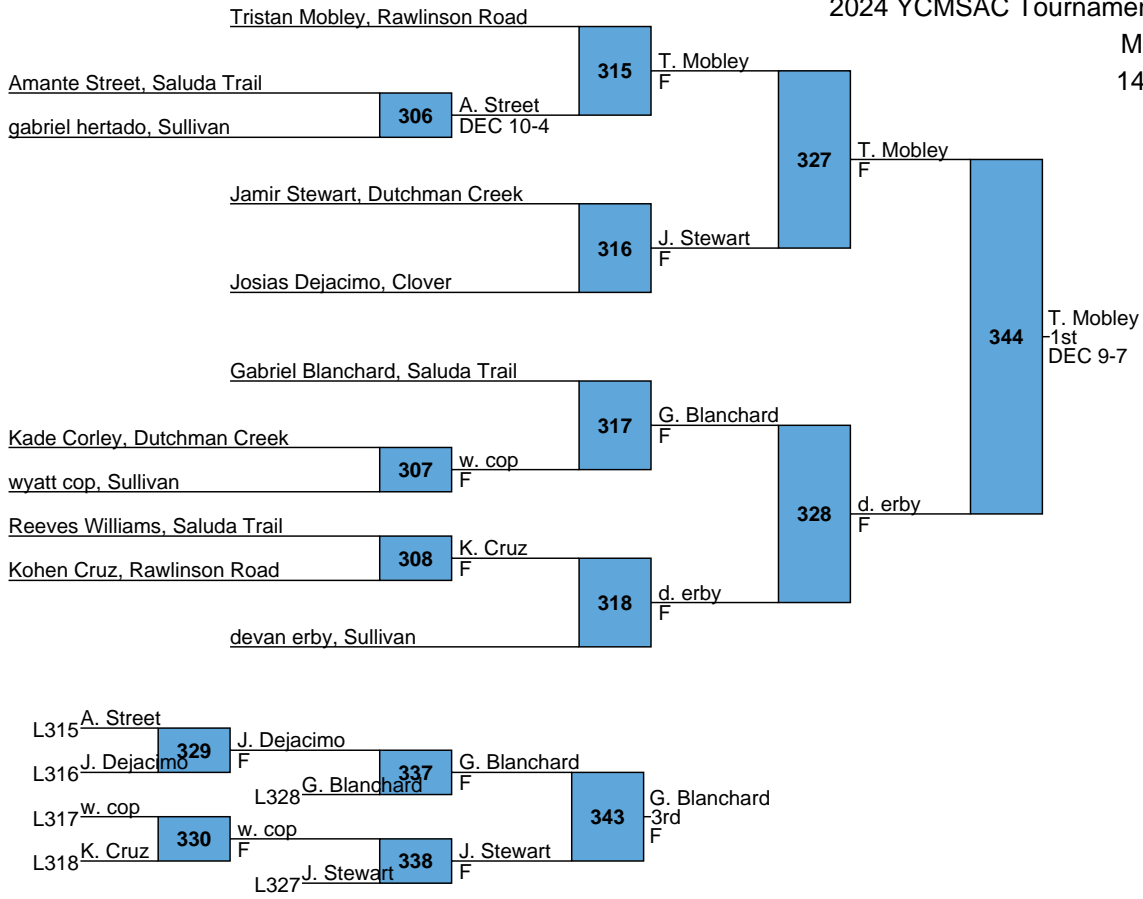 2024 YCMSAC Tournamen
M
14
Tristan Mobley, Rawlinson Road
315
T. Mobley
F
Amante Street, Saluda Trail
306
A. Street
DEC 10-4
gabriel hertado, Sullivan
327
T. Mobley
F
Jamir Stewart, Dutchman Creek
316
J. Stewart
F
Josias Dejacimo, Clover
344
T. Mobley
1st
DEC 9-7
Gabriel Blanchard, Saluda Trail
317
G. Blanchard
F
Kade Corley, Dutchman Creek
307
w. cop
F
wyatt cop, Sullivan
328
d. erby
F
Reeves Williams, Saluda Trail
308
K. Cruz
F
Kohen Cruz, Rawlinson Road
318
d. erby
F
devan erby, Sullivan
L315 A. Street
329
J. Dejacimo
F
L316 J. Dejacimo
337
G. Blanchard
F
L328 G. Blanchard
L317 w. cop
330
w. cop
F
L318 K. Cruz
338
J. Stewart
F
L327 J. Stewart
343
G. Blanchard
3rd
F